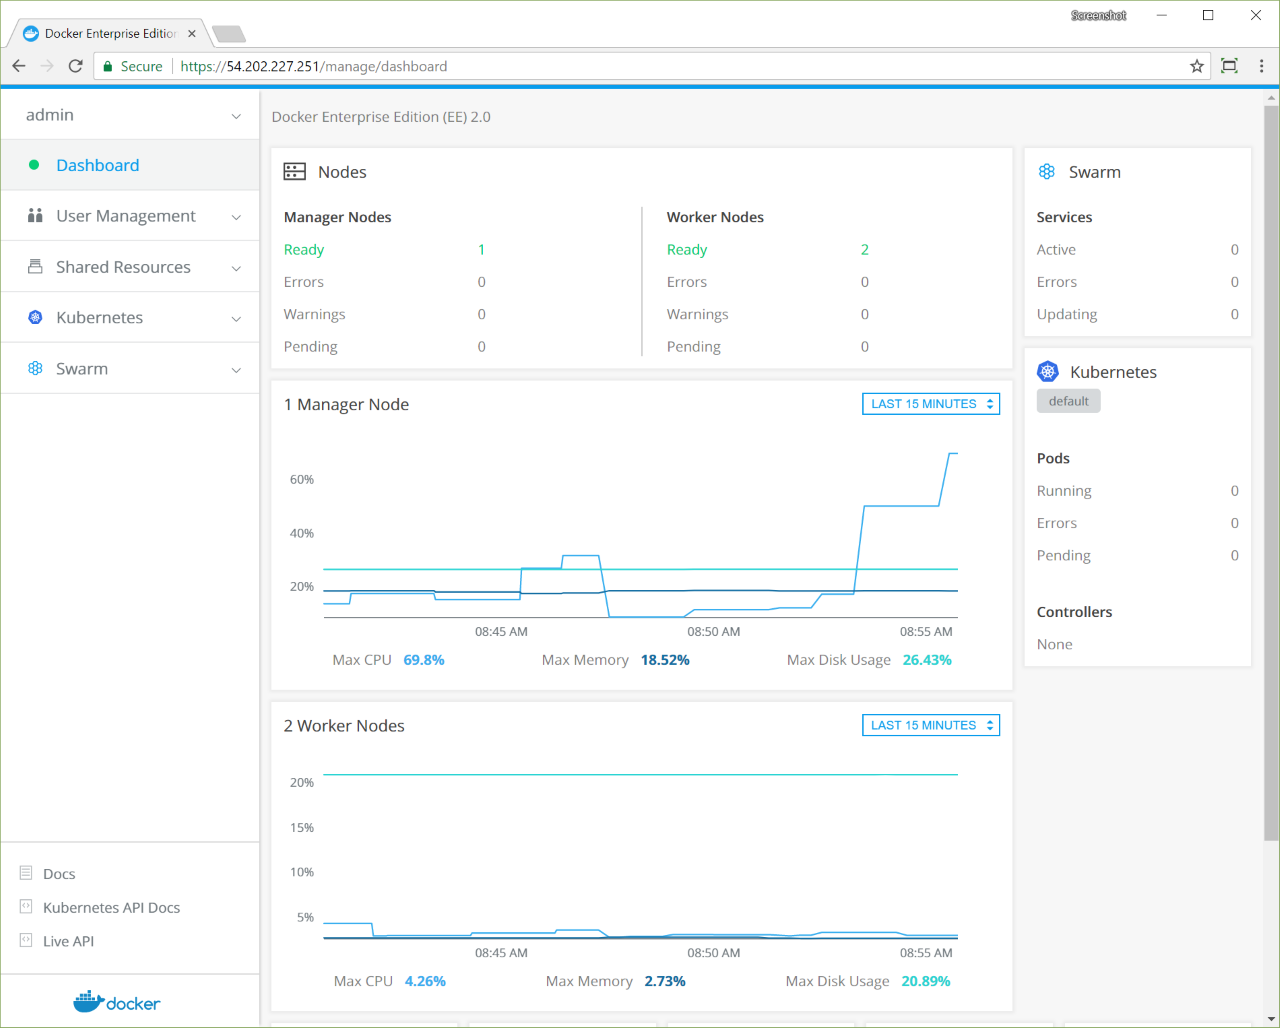 Screenshot
Docker Enterprise Edition
Secure https://54.202.227.251/manage/dashboard
admin
Dashboard
User Management
Shared Resources
Kubernetes
Swarm
Docs
Kubernetes API Docs
Live API
docker
Docker Enterprise Edition (EE) 2.0
Nodes
Manager Nodes
Ready 1
Errors 0
Warnings 0
Pending 0
Worker Nodes
Ready 2
Errors 0
Warnings 0
Pending 0
1 Manager Node
LAST 15 MINUTES
60%
40%
20%
08:45 AM 08:50 AM 08:55 AM
Max CPU 69.8% Max Memory 18.52% Max Disk Usage 26.43%
2 Worker Nodes
LAST 15 MINUTES
20%
15%
10%
5%
08:45 AM 08:50 AM 08:55 AM
Max CPU 4.26% Max Memory 2.73% Max Disk Usage 20.89%
Swarm
Services
Active 0
Errors 0
Updating 0
Kubernetes
default
Pods
Running 0
Errors 0
Pending 0
Controllers
None